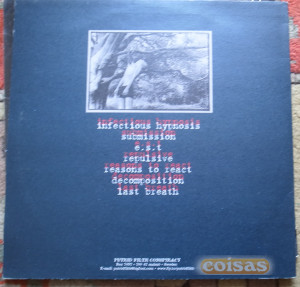 infectious hypnosis
submission
e.s.t
repulsive
reasons to react
decomposition
last breath
PUTRID FILTH CONSPIRACY
coisas